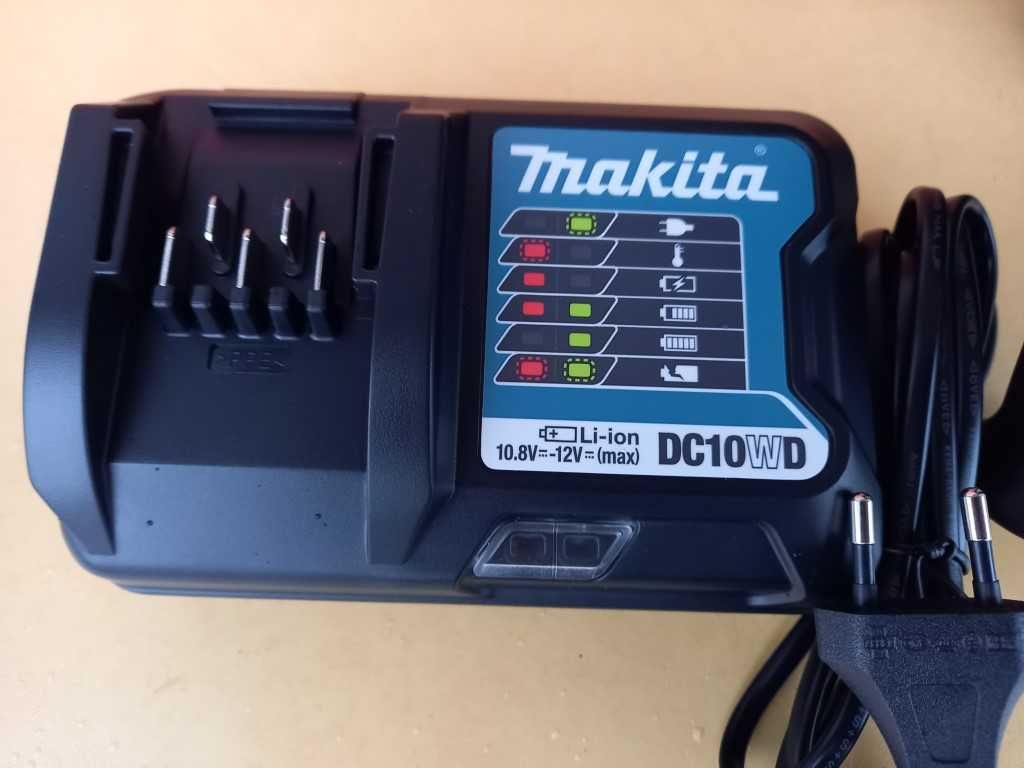 makita®
Li-ion
10.8V⎓-12V⎓(max)
DC10WD